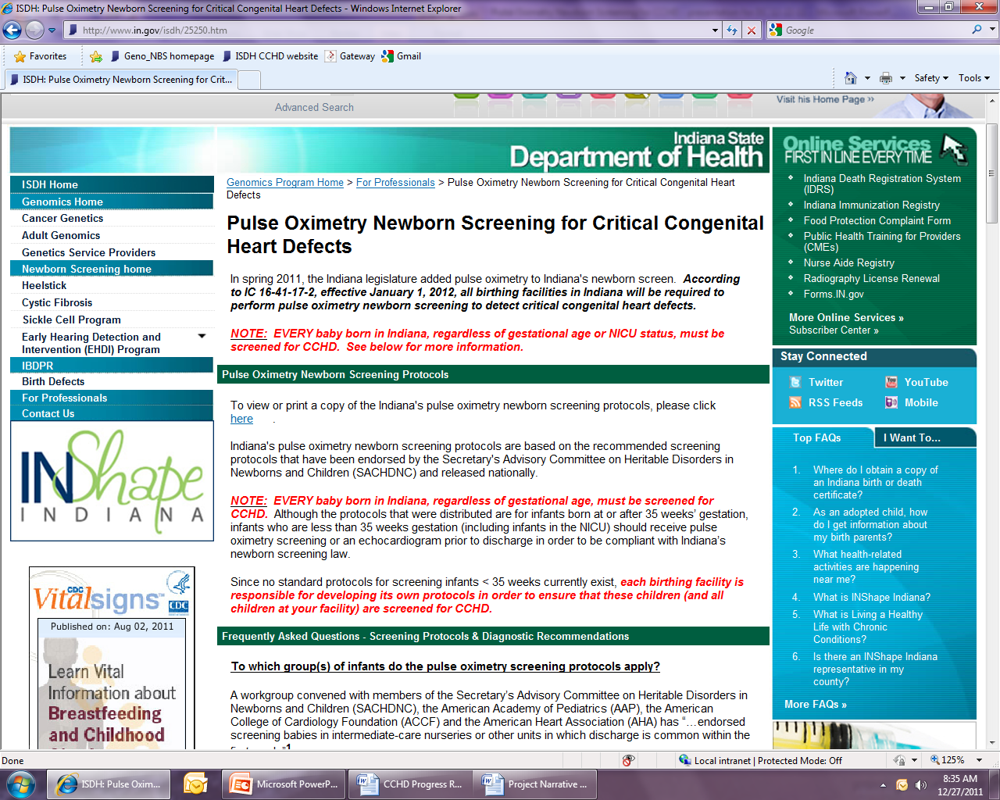 ISDH: Pulse Oximetry Newborn Screening for Critical Congenital Heart Defects - Windows Internet Explorer
http://www.in.gov/isdh/25250.htm
Google
Favorites
Geno_NBS homepage
ISDH CCHD website
Gateway
Gmail
ISDH: Pulse Oximetry Newborn Screening for Crit...
Safety
Tools
Advanced Search
Visit his Home Page »
Indiana State
Department of Health
ISDH Home
Genomics Home
Cancer Genetics
Adult Genomics
Genetics Service Providers
Newborn Screening home
Heelstick
Cystic Fibrosis
Sickle Cell Program
Early Hearing Detection and
Intervention (EHDI) Program
IBDPR
Birth Defects
For Professionals
Contact Us
INShape
INDIANA
CDC
Vitalsigns™
CDC
Published on: Aug 02, 2011
Learn Vital
Information about
Breastfeeding
and Childhood
Genomics Program Home > For Professionals > Pulse Oximetry Newborn Screening for Critical Congenital Heart
Defects
Pulse Oximetry Newborn Screening for Critical Congenital
Heart Defects
In spring 2011, the Indiana legislature added pulse oximetry to Indiana's newborn screen. According
to IC 16-41-17-2, effective January 1, 2012, all birthing facilities in Indiana will be required to
perform pulse oximetry newborn screening to detect critical congenital heart defects.
NOTE: EVERY baby born in Indiana, regardless of gestational age or NICU status, must be
screened for CCHD. See below for more information.
Pulse Oximetry Newborn Screening Protocols
To view or print a copy of the Indiana's pulse oximetry newborn screening protocols, please click
here .
Indiana's pulse oximetry newborn screening protocols are based on the recommended screening
protocols that have been endorsed by the Secretary's Advisory Committee on Heritable Disorders in
Newborns and Children (SACHDNC) and released nationally.
NOTE: EVERY baby born in Indiana, regardless of gestational age, must be screened for
CCHD. Although the protocols that were distributed are for infants born at or after 35 weeks' gestation,
infants who are less than 35 weeks gestation (including infants in the NICU) should receive pulse
oximetry screening or an echocardiogram prior to discharge in order to be compliant with Indiana's
newborn screening law.
Since no standard protocols for screening infants < 35 weeks currently exist, each birthing facility is
responsible for developing its own protocols in order to ensure that these children (and all
children at your facility) are screened for CCHD.
Frequently Asked Questions - Screening Protocols & Diagnostic Recommendations
To which group(s) of infants do the pulse oximetry screening protocols apply?
A workgroup convened with members of the Secretary's Advisory Committee on Heritable Disorders in
Newborns and Children (SACHDNC), the American Academy of Pediatrics (AAP), the American
College of Cardiology Foundation (ACCF) and the American Heart Association (AHA) has "…endorsed
screening babies in intermediate-care nurseries or other units in which discharge is common within the
Online Services
FIRST IN LINE EVERY TIME
Indiana Death Registration System
(IDRS)
Indiana Immunization Registry
Food Protection Complaint Form
Public Health Training for Providers
(CMEs)
Nurse Aide Registry
Radiography License Renewal
Forms.IN.gov
More Online Services »
Subscriber Center »
Stay Connected
Twitter
YouTube
RSS Feeds
Mobile
Top FAQs
I Want To...
1. Where do I obtain a copy of
an Indiana birth or death
certificate?
2. As an adopted child, how
do I get information about
my birth parents?
3. What health-related
activities are happening
near me?
4. What is INShape Indiana?
5. What is Living a Healthy
Life with Chronic
Conditions?
6. Is there an INShape Indiana
representative in my
county?
More FAQs »
Done
Local intranet | Protected Mode: Off
125%
ISDH: Pulse Oxim...
Microsoft PowerP...
CCHD Progress R...
Project Narrative ...
8:35 AM
12/27/2011